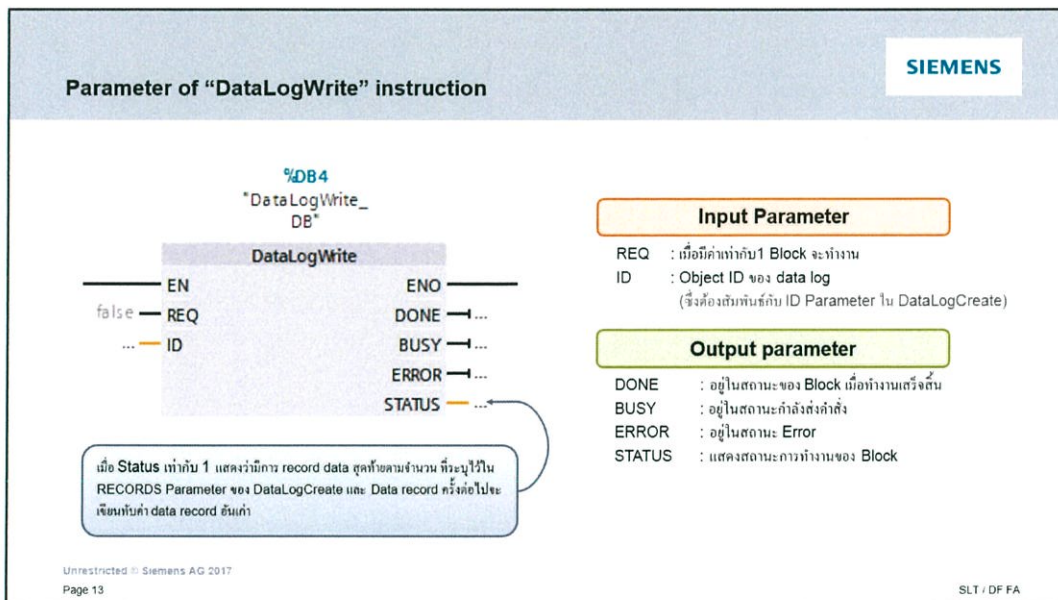 SIEMENS
Parameter of “DataLogWrite” instruction
%DB4
"DataLogWrite_
DB"
DataLogWrite
EN
ENO
false
REQ
DONE
...
...
ID
BUSY
...
ERROR
...
STATUS
...
เมื่อ Status เท่ากับ 1 แสดงว่ามีการ record data สุดท้ายตามจำนวน ที่ระบุไว้ใน
RECORDS Parameter ของ DataLogCreate และ Data record ครั้งต่อไปจะ
เขียนทับค่า data record อันเก่า
Input Parameter
REQ : เมื่อมีค่าเท่ากับ1 Block จะทำงาน
ID : Object ID ของ data log
(ซึ่งต้องสัมพันธ์กับ ID Parameter ใน DataLogCreate)
Output parameter
DONE : อยู่ในสถานะของ Block เมื่อทำงานเสร็จสิ้น
BUSY : อยู่ในสถานะกำลังส่งคำสั่ง
ERROR : อยู่ในสถานะ Error
STATUS : แสดงสถานะการทำงานของ Block
Unrestricted © Siemens AG 2017
Page 13
SLT / DF FA